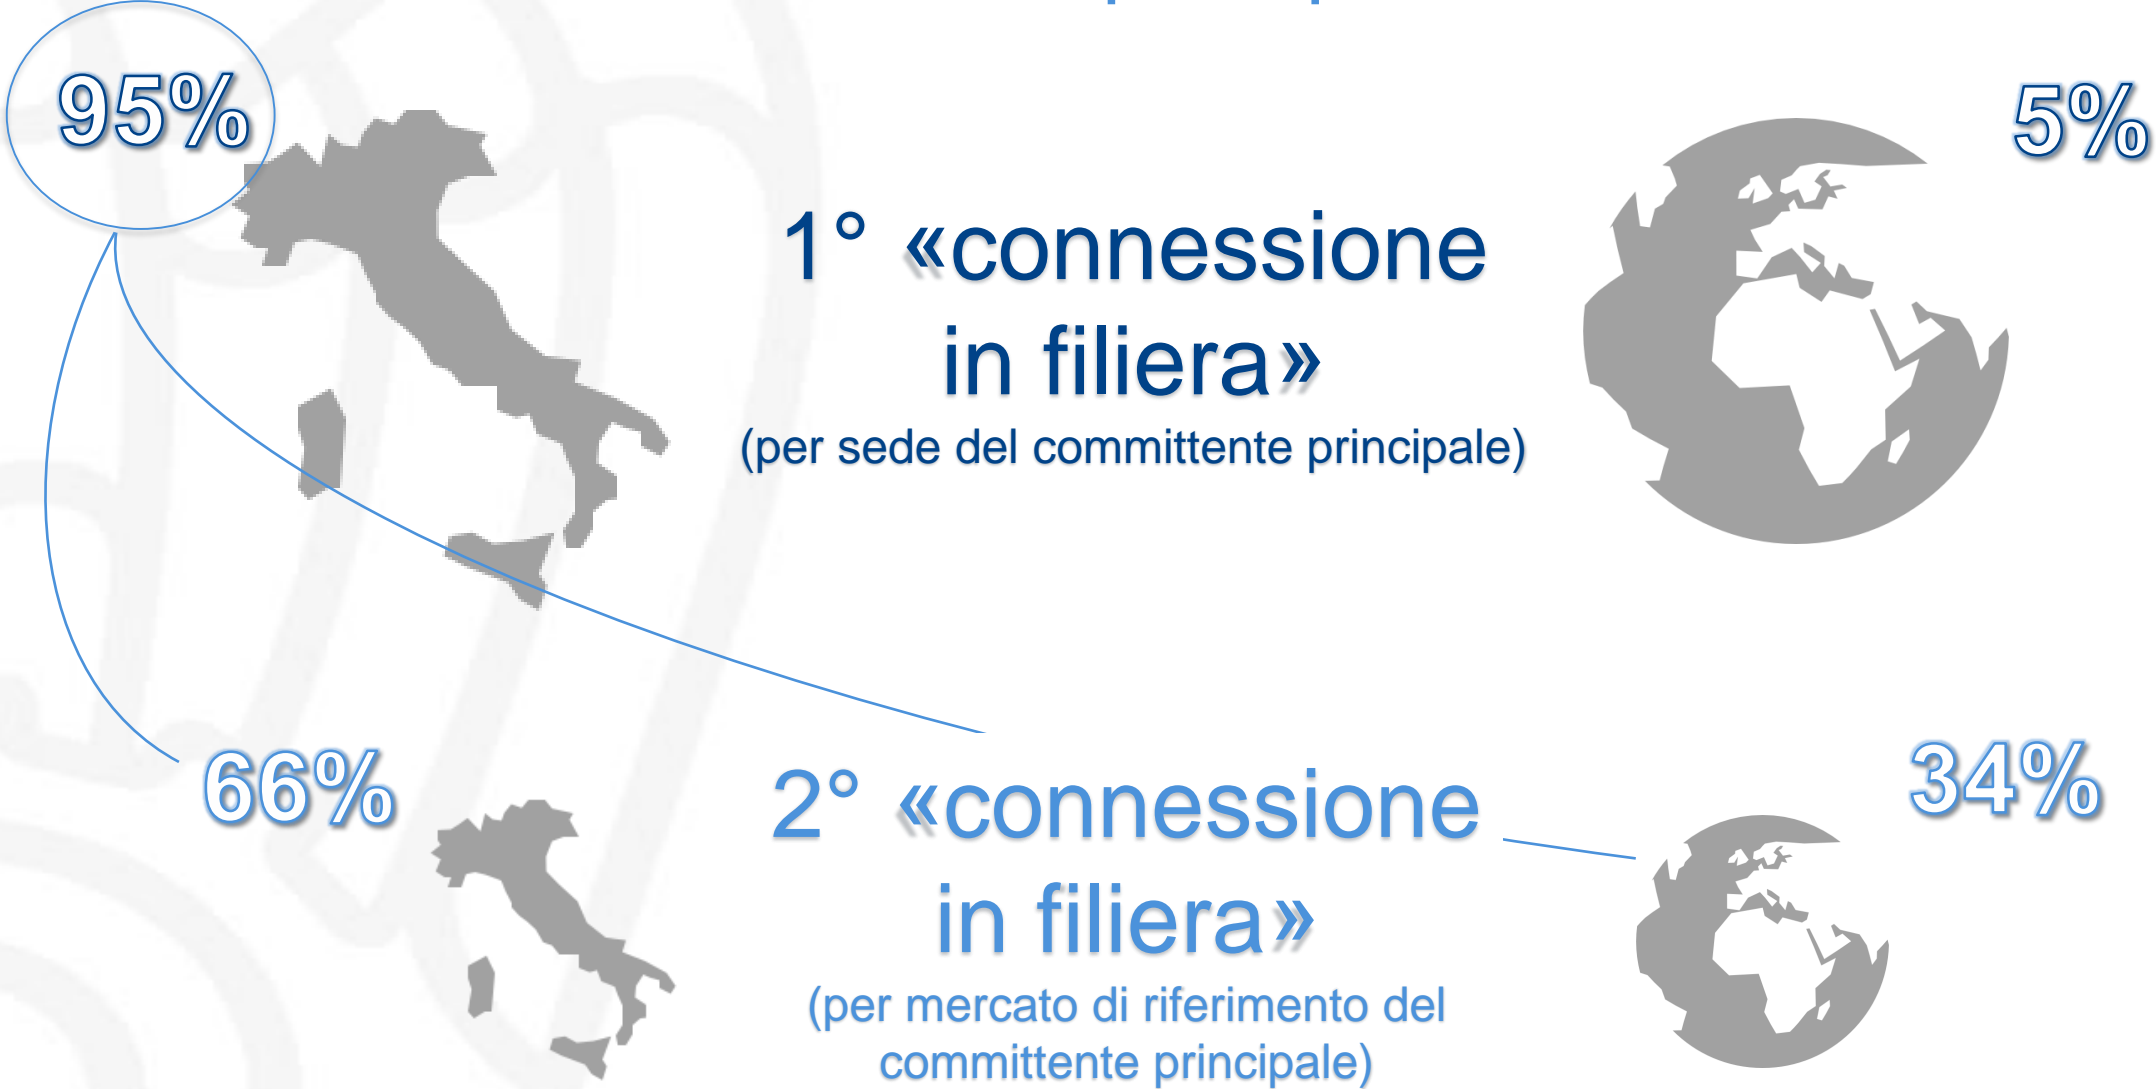 95%
5%
1° «connessione
in filiera»
(per sede del committente principale)
66%
34%
2° «connessione
in filiera»
(per mercato di riferimento del
committente principale)